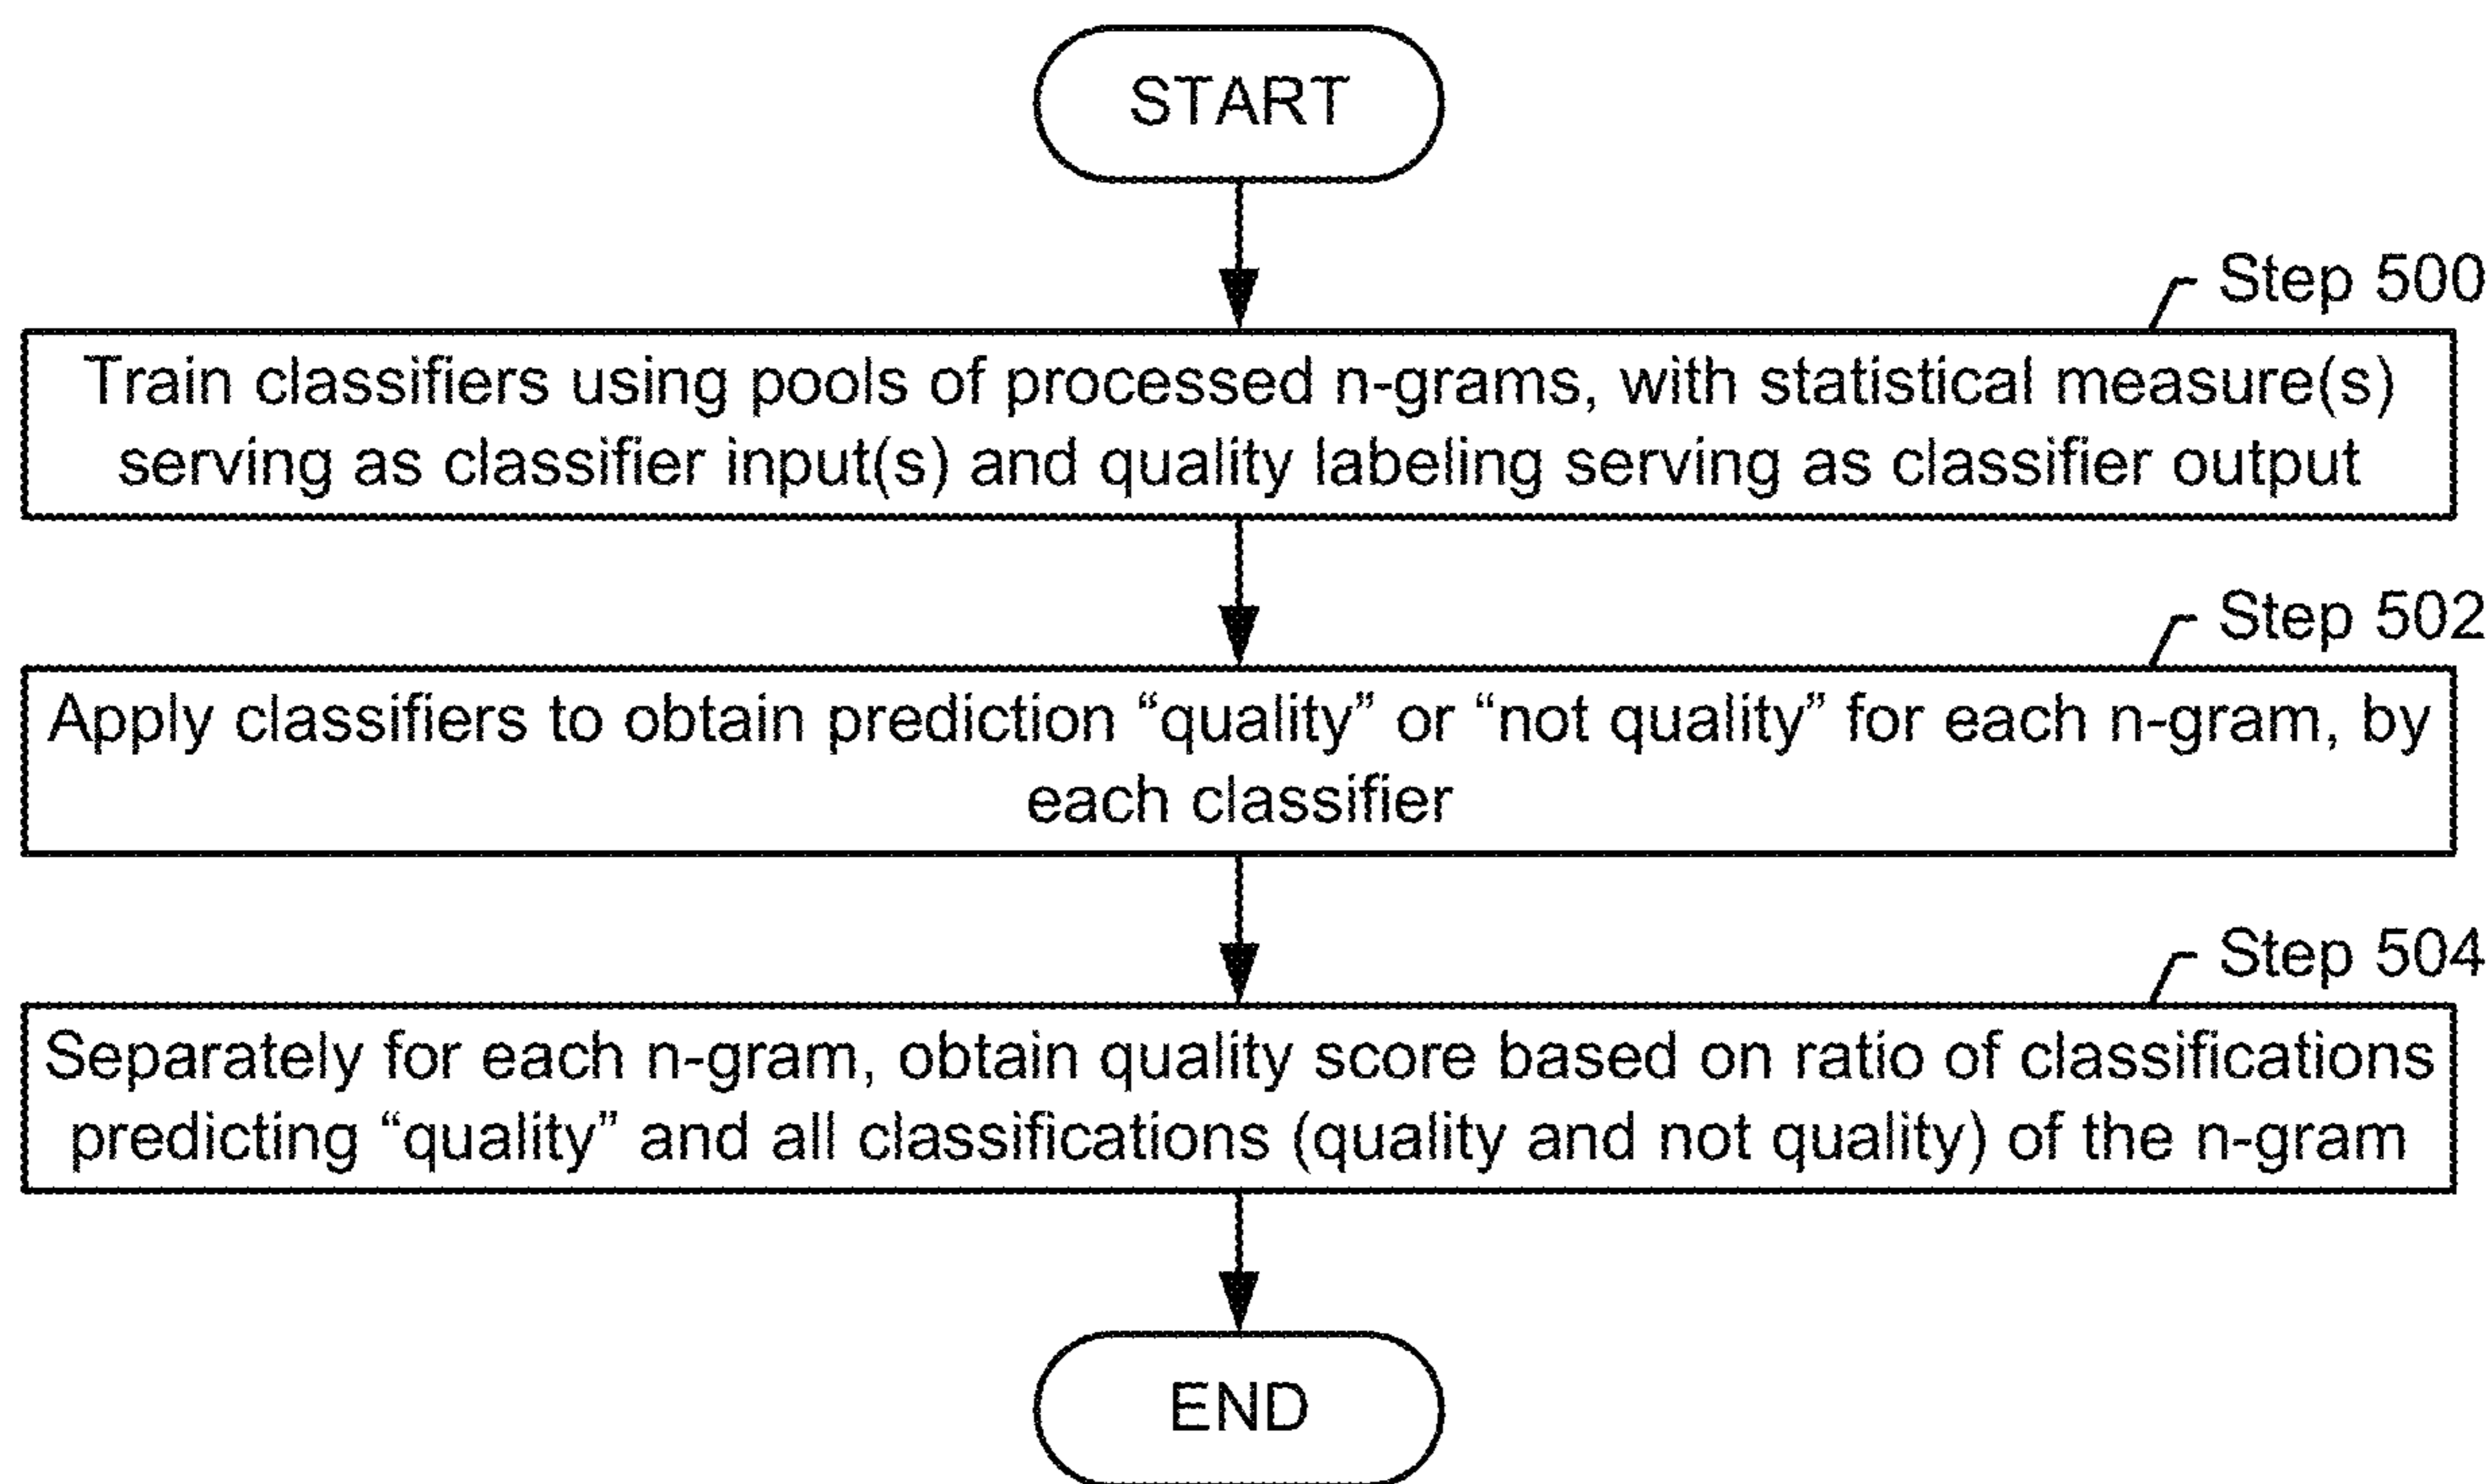 START
Step 500
Train classifiers using pools of processed n-grams, with statistical measure(s)
serving as classifier input(s) and quality labeling serving as classifier output
Step 502
Apply classifiers to obtain prediction “quality” or “not quality” for each n-gram, by
each classifier
Step 504
Separately for each n-gram, obtain quality score based on ratio of classifications
predicting “quality” and all classifications (quality and not quality) of the n-gram
END